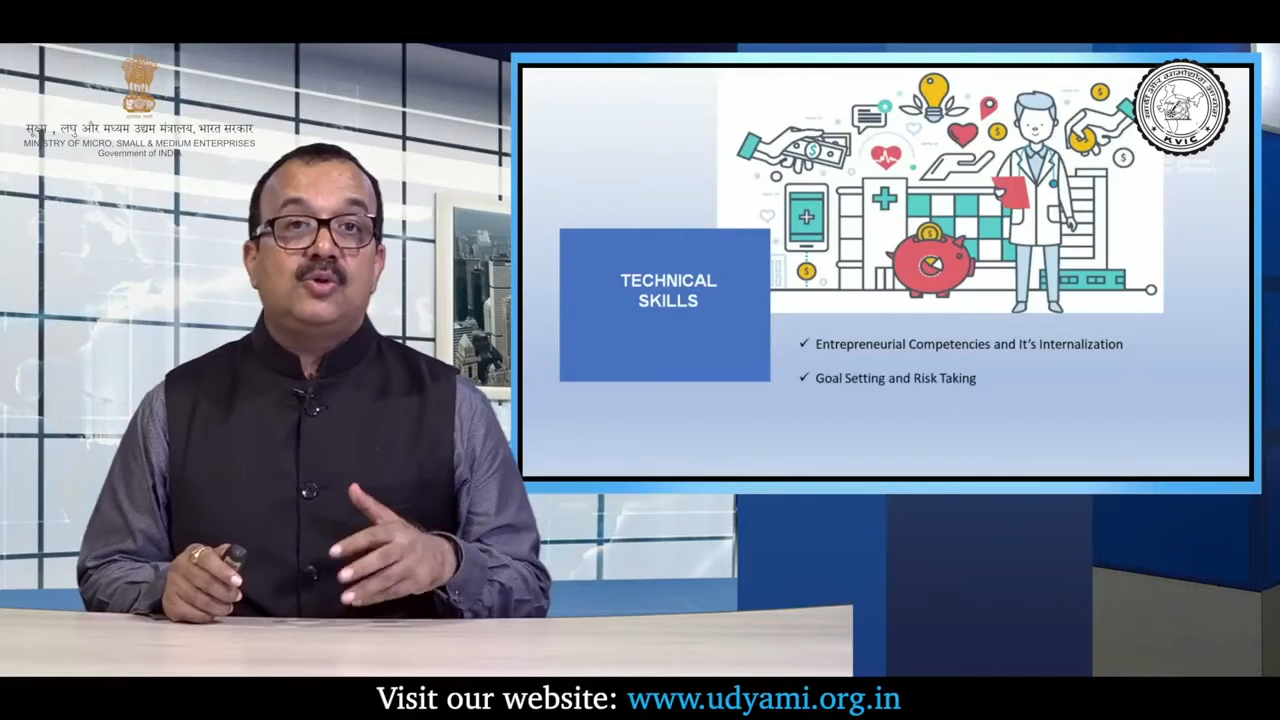 सूक्ष्म , लघु और मध्यम उद्यम मंत्रालय, भारत सरकार
MINISTRY OF MICRO, SMALL & MEDIUM ENTERPRISES
Government of INDIA
KVIC
TECHNICAL
SKILLS
✓ Entrepreneurial Competencies and It's Internalization
✓ Goal Setting and Risk Taking
Visit our website: www.udyami.org.in